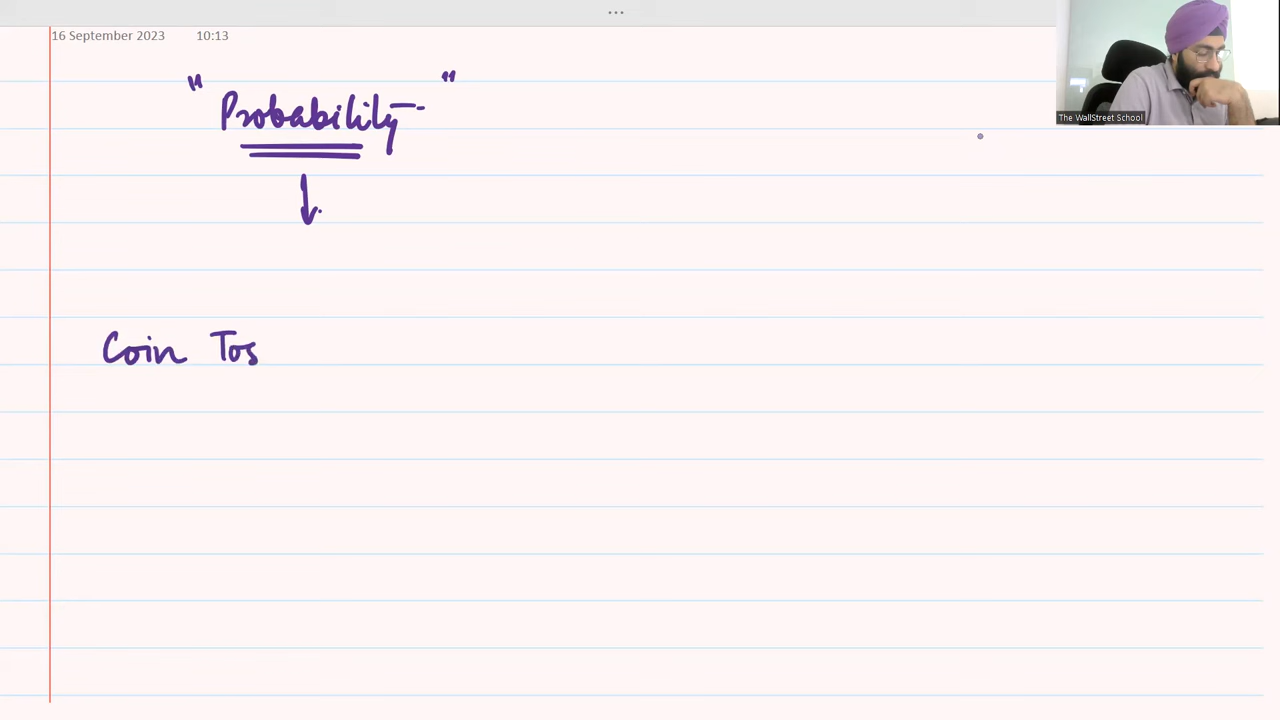 16 September 2023 10:13
The WallStreet School
" Probability "
Coin Tos